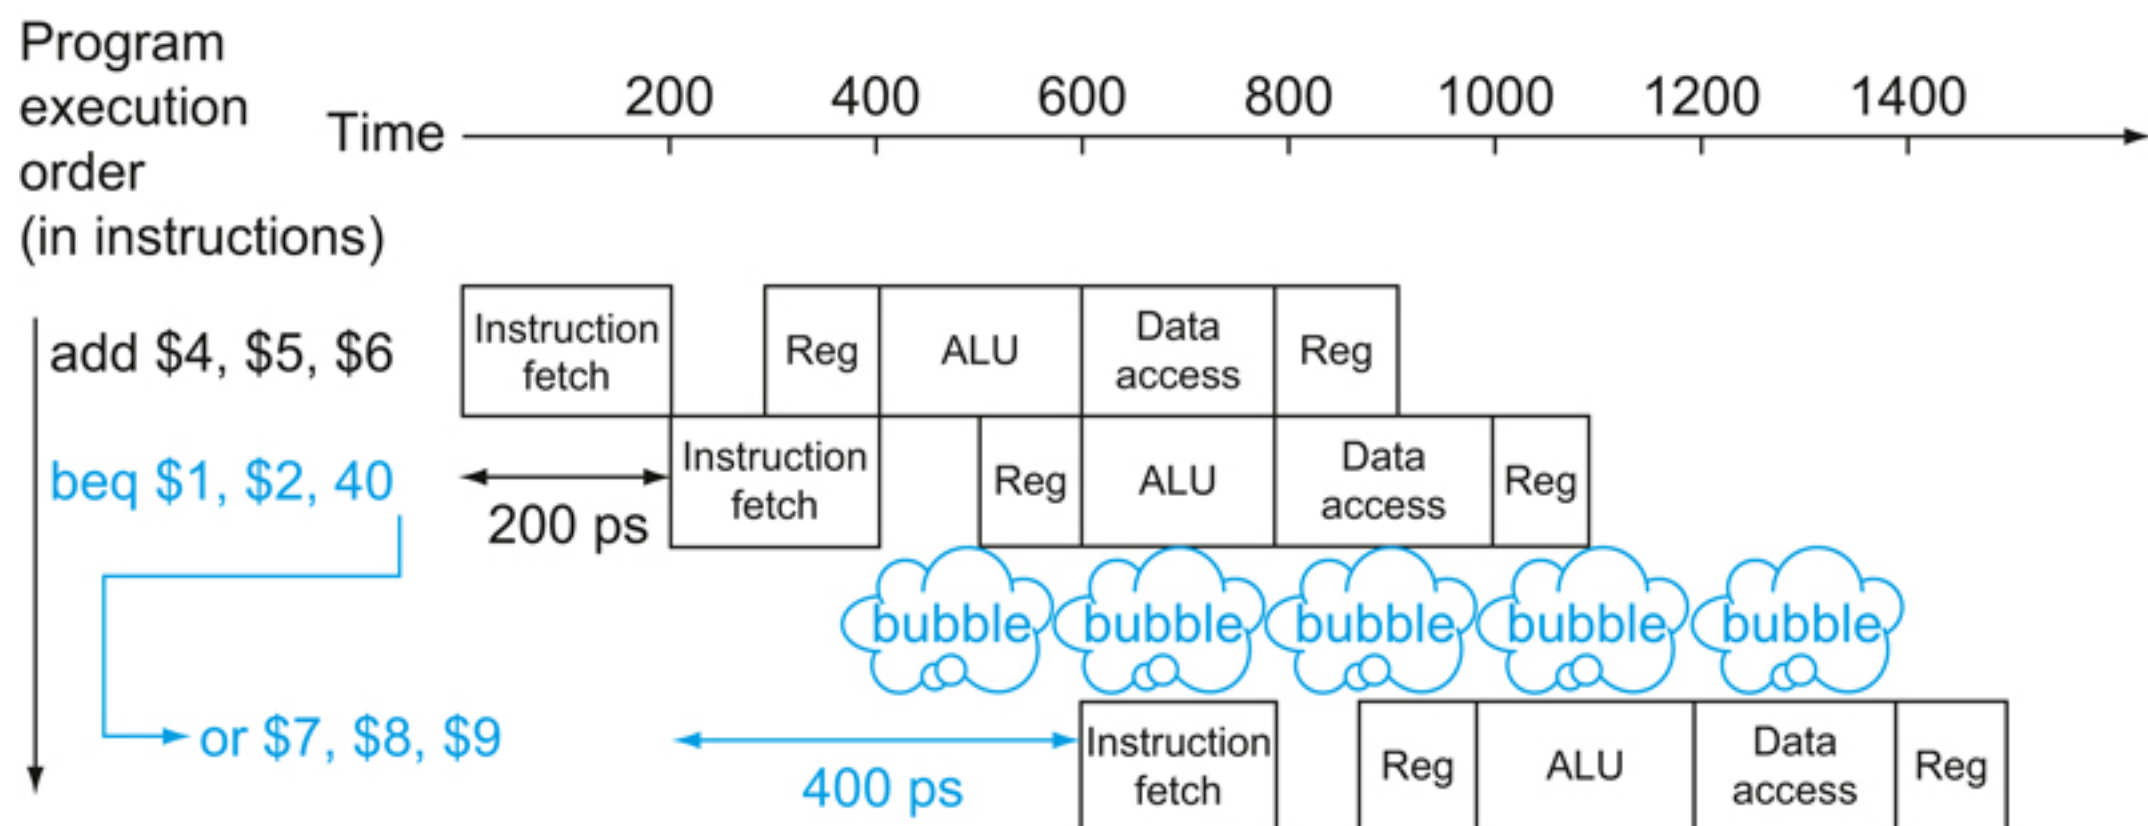 Program
execution
order
(in instructions)
Time
200 400 600 800 1000 1200 1400
add $4, $5, $6
Instruction
fetch
Reg
ALU
Data
access
Reg
beq $1, $2, 40
200 ps
Instruction
fetch
Reg
ALU
Data
access
Reg
bubble bubble bubble bubble bubble
or $7, $8, $9
400 ps
Instruction
fetch
Reg
ALU
Data
access
Reg